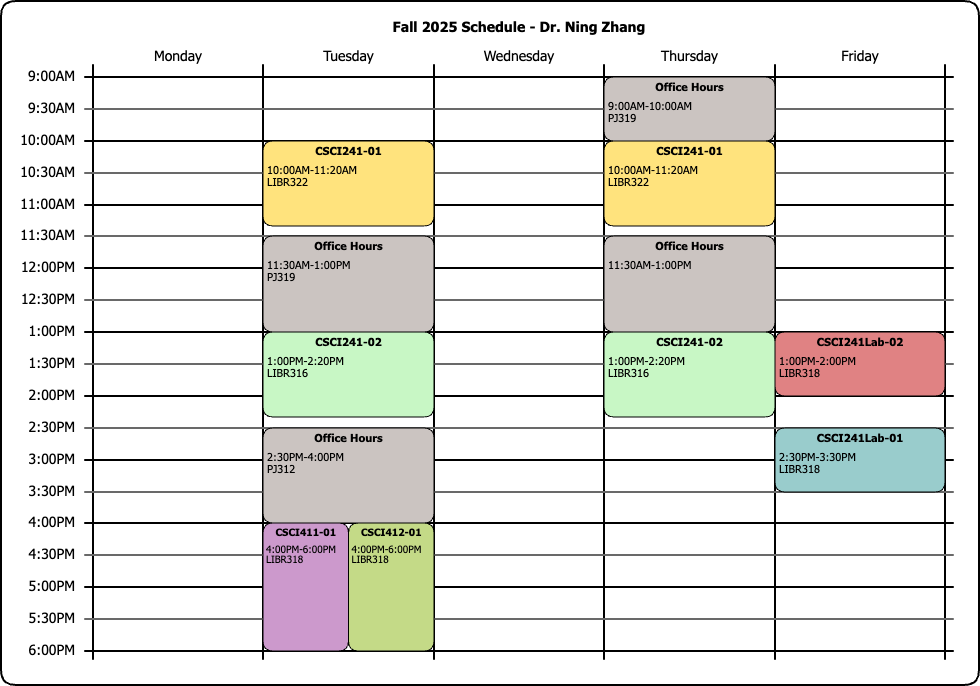 Fall 2025 Schedule - Dr. Ning Zhang
Monday
Tuesday
Wednesday
Thursday
Friday
9:00AM
9:30AM
10:00AM
10:30AM
11:00AM
11:30AM
12:00PM
12:30PM
1:00PM
1:30PM
2:00PM
2:30PM
3:00PM
3:30PM
4:00PM
4:30PM
5:00PM
5:30PM
6:00PM
CSCI241-01
10:00AM-11:20AM
LIBR322
Office Hours
11:30AM-1:00PM
PJ319
CSCI241-02
1:00PM-2:20PM
LIBR316
Office Hours
2:30PM-4:00PM
PJ312
CSCI411-01
4:00PM-6:00PM
LIBR318
CSCI412-01
4:00PM-6:00PM
LIBR318
Office Hours
9:00AM-10:00AM
PJ319
CSCI241-01
10:00AM-11:20AM
LIBR322
Office Hours
11:30AM-1:00PM
CSCI241-02
1:00PM-2:20PM
LIBR316
CSCI241Lab-02
1:00PM-2:00PM
LIBR318
CSCI241Lab-01
2:30PM-3:30PM
LIBR318